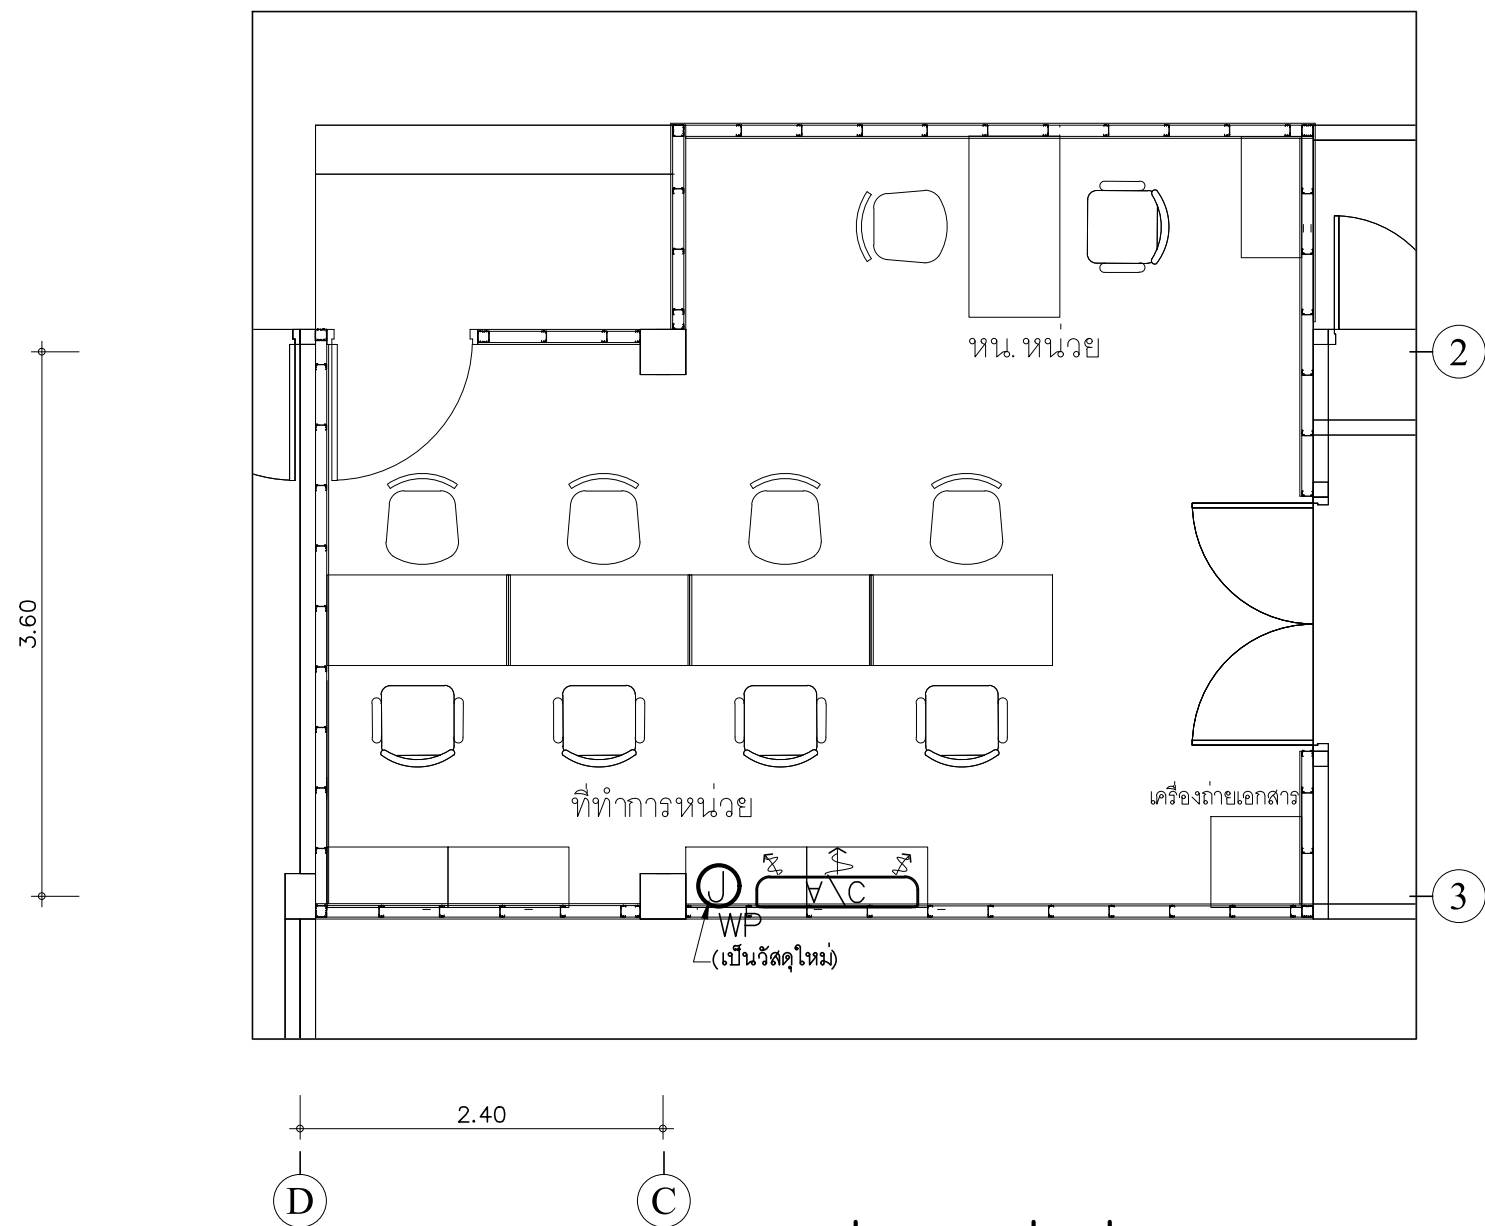 หน. หน่วย
2
3.60
ที่ทำการหน่วย
เครื่องถ่ายเอกสาร
J
A/C
3
WP
(เป็นวัสดุใหม่)
2.40
D
C